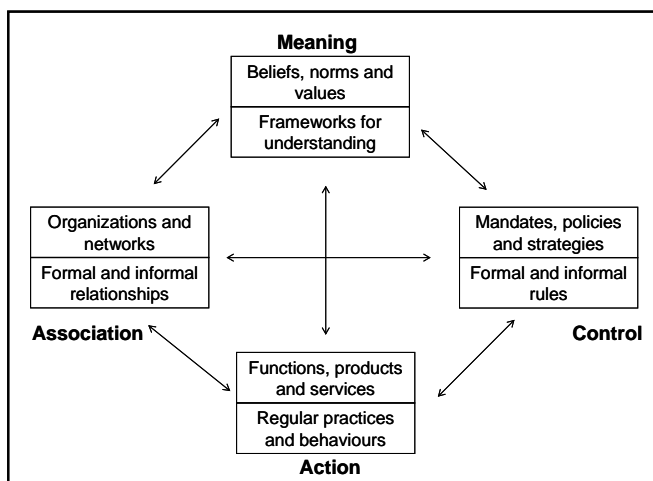 Meaning
Beliefs, norms and
values
Frameworks for
understanding
Organizations and
networks
Formal and informal
relationships
Association
Mandates, policies
and strategies
Formal and informal
rules
Control
Functions, products
and services
Regular practices
and behaviours
Action